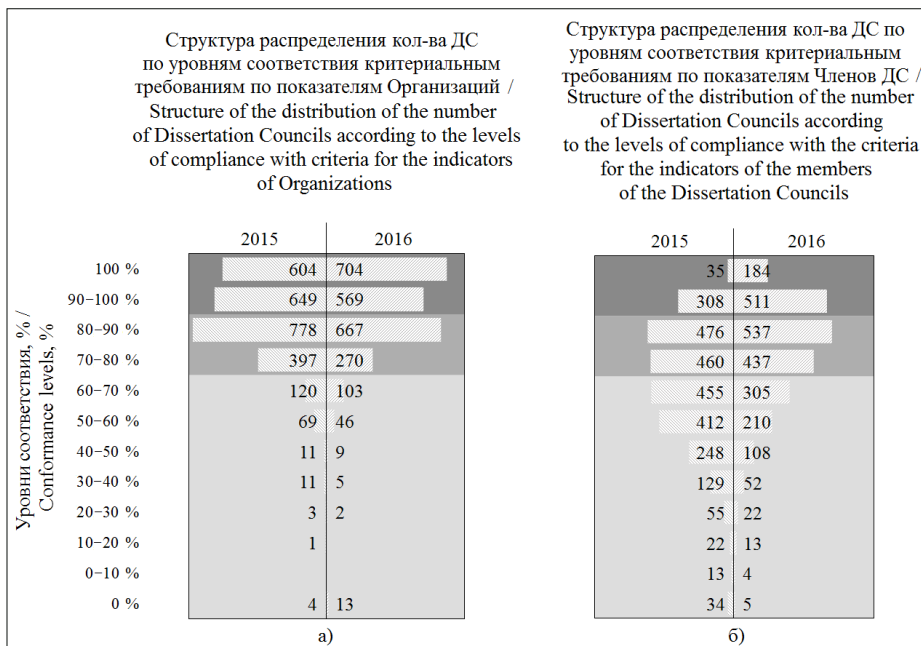 Структура распределения кол-ва ДС
по уровням соответствия критериальным
требованиям по показателям Организаций /
Structure of the distribution of the number
of Dissertation Councils according to the levels
of compliance with criteria for the indicators
of Organizations
Структура распределения кол-ва ДС по
уровням соответствия критериальным
требованиям по показателям Членов ДС /
Structure of the distribution of the number
of Dissertation Councils according
to the levels of compliance with the criteria
for the indicators of the members
of the Dissertation Councils
Уровни соответствия, % /
Conformance levels, %
2015 2016 2015 2016
100 % 604 704 35 184
90−100 % 649 569 308 511
80−90 % 778 667 476 537
70−80 % 397 270 460 437
60−70 % 120 103 455 305
50−60 % 69 46 412 210
40−50 % 11 9 248 108
30−40 % 11 5 129 52
20−30 % 3 2 55 22
10−20 % 1 22 13
0−10 % 13 4
0 % 4 13 34 5
а) б)